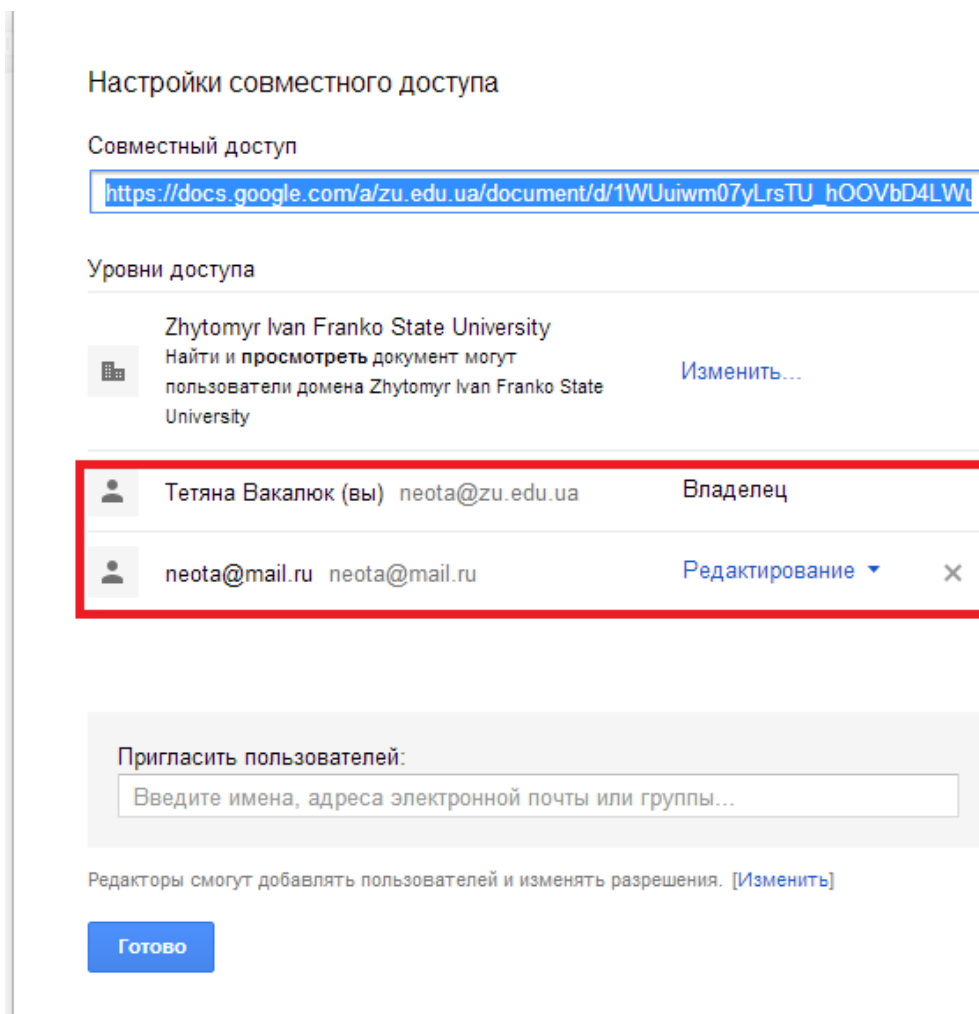 Настройки совместного доступа
Совместный доступ
https://docs.google.com/a/zu.edu.ua/document/d/1WUuiwm07yLrsTU_hOOVbD4LWu
Уровни доступа
Zhytomyr Ivan Franko State University
Найти и просмотреть документ могут
пользователи домена Zhytomyr Ivan Franko State
University
Изменить...
Тетяна Вакалюк (вы) neota@zu.edu.ua Владелец
neota@mail.ru neota@mail.ru Редактирование
Пригласить пользователей:
Введите имена, адреса электронной почты или группы...
Редакторы смогут добавлять пользователей и изменять разрешения. [Изменить]
Готово